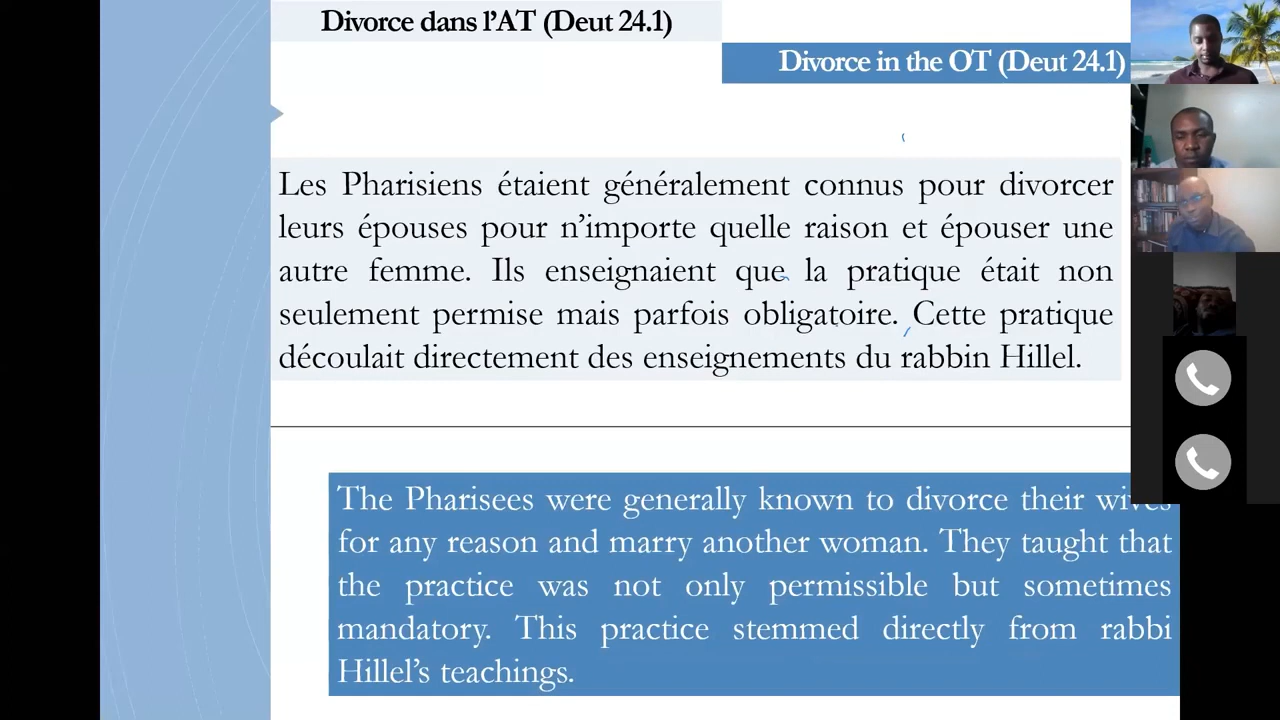 Divorce dans l’AT (Deut 24.1)
Divorce in the OT (Deut 24.1)
Les Pharisiens étaient généralement connus pour divorcer
leurs épouses pour n’importe quelle raison et épouser une
autre femme. Ils enseignaient que la pratique était non
seulement permise mais parfois obligatoire. Cette pratique
découlait directement des enseignements du rabbin Hillel.
The Pharisees were generally known to divorce their wives
for any reason and marry another woman. They taught that
the practice was not only permissible but sometimes
mandatory. This practice stemmed directly from rabbi
Hillel’s teachings.